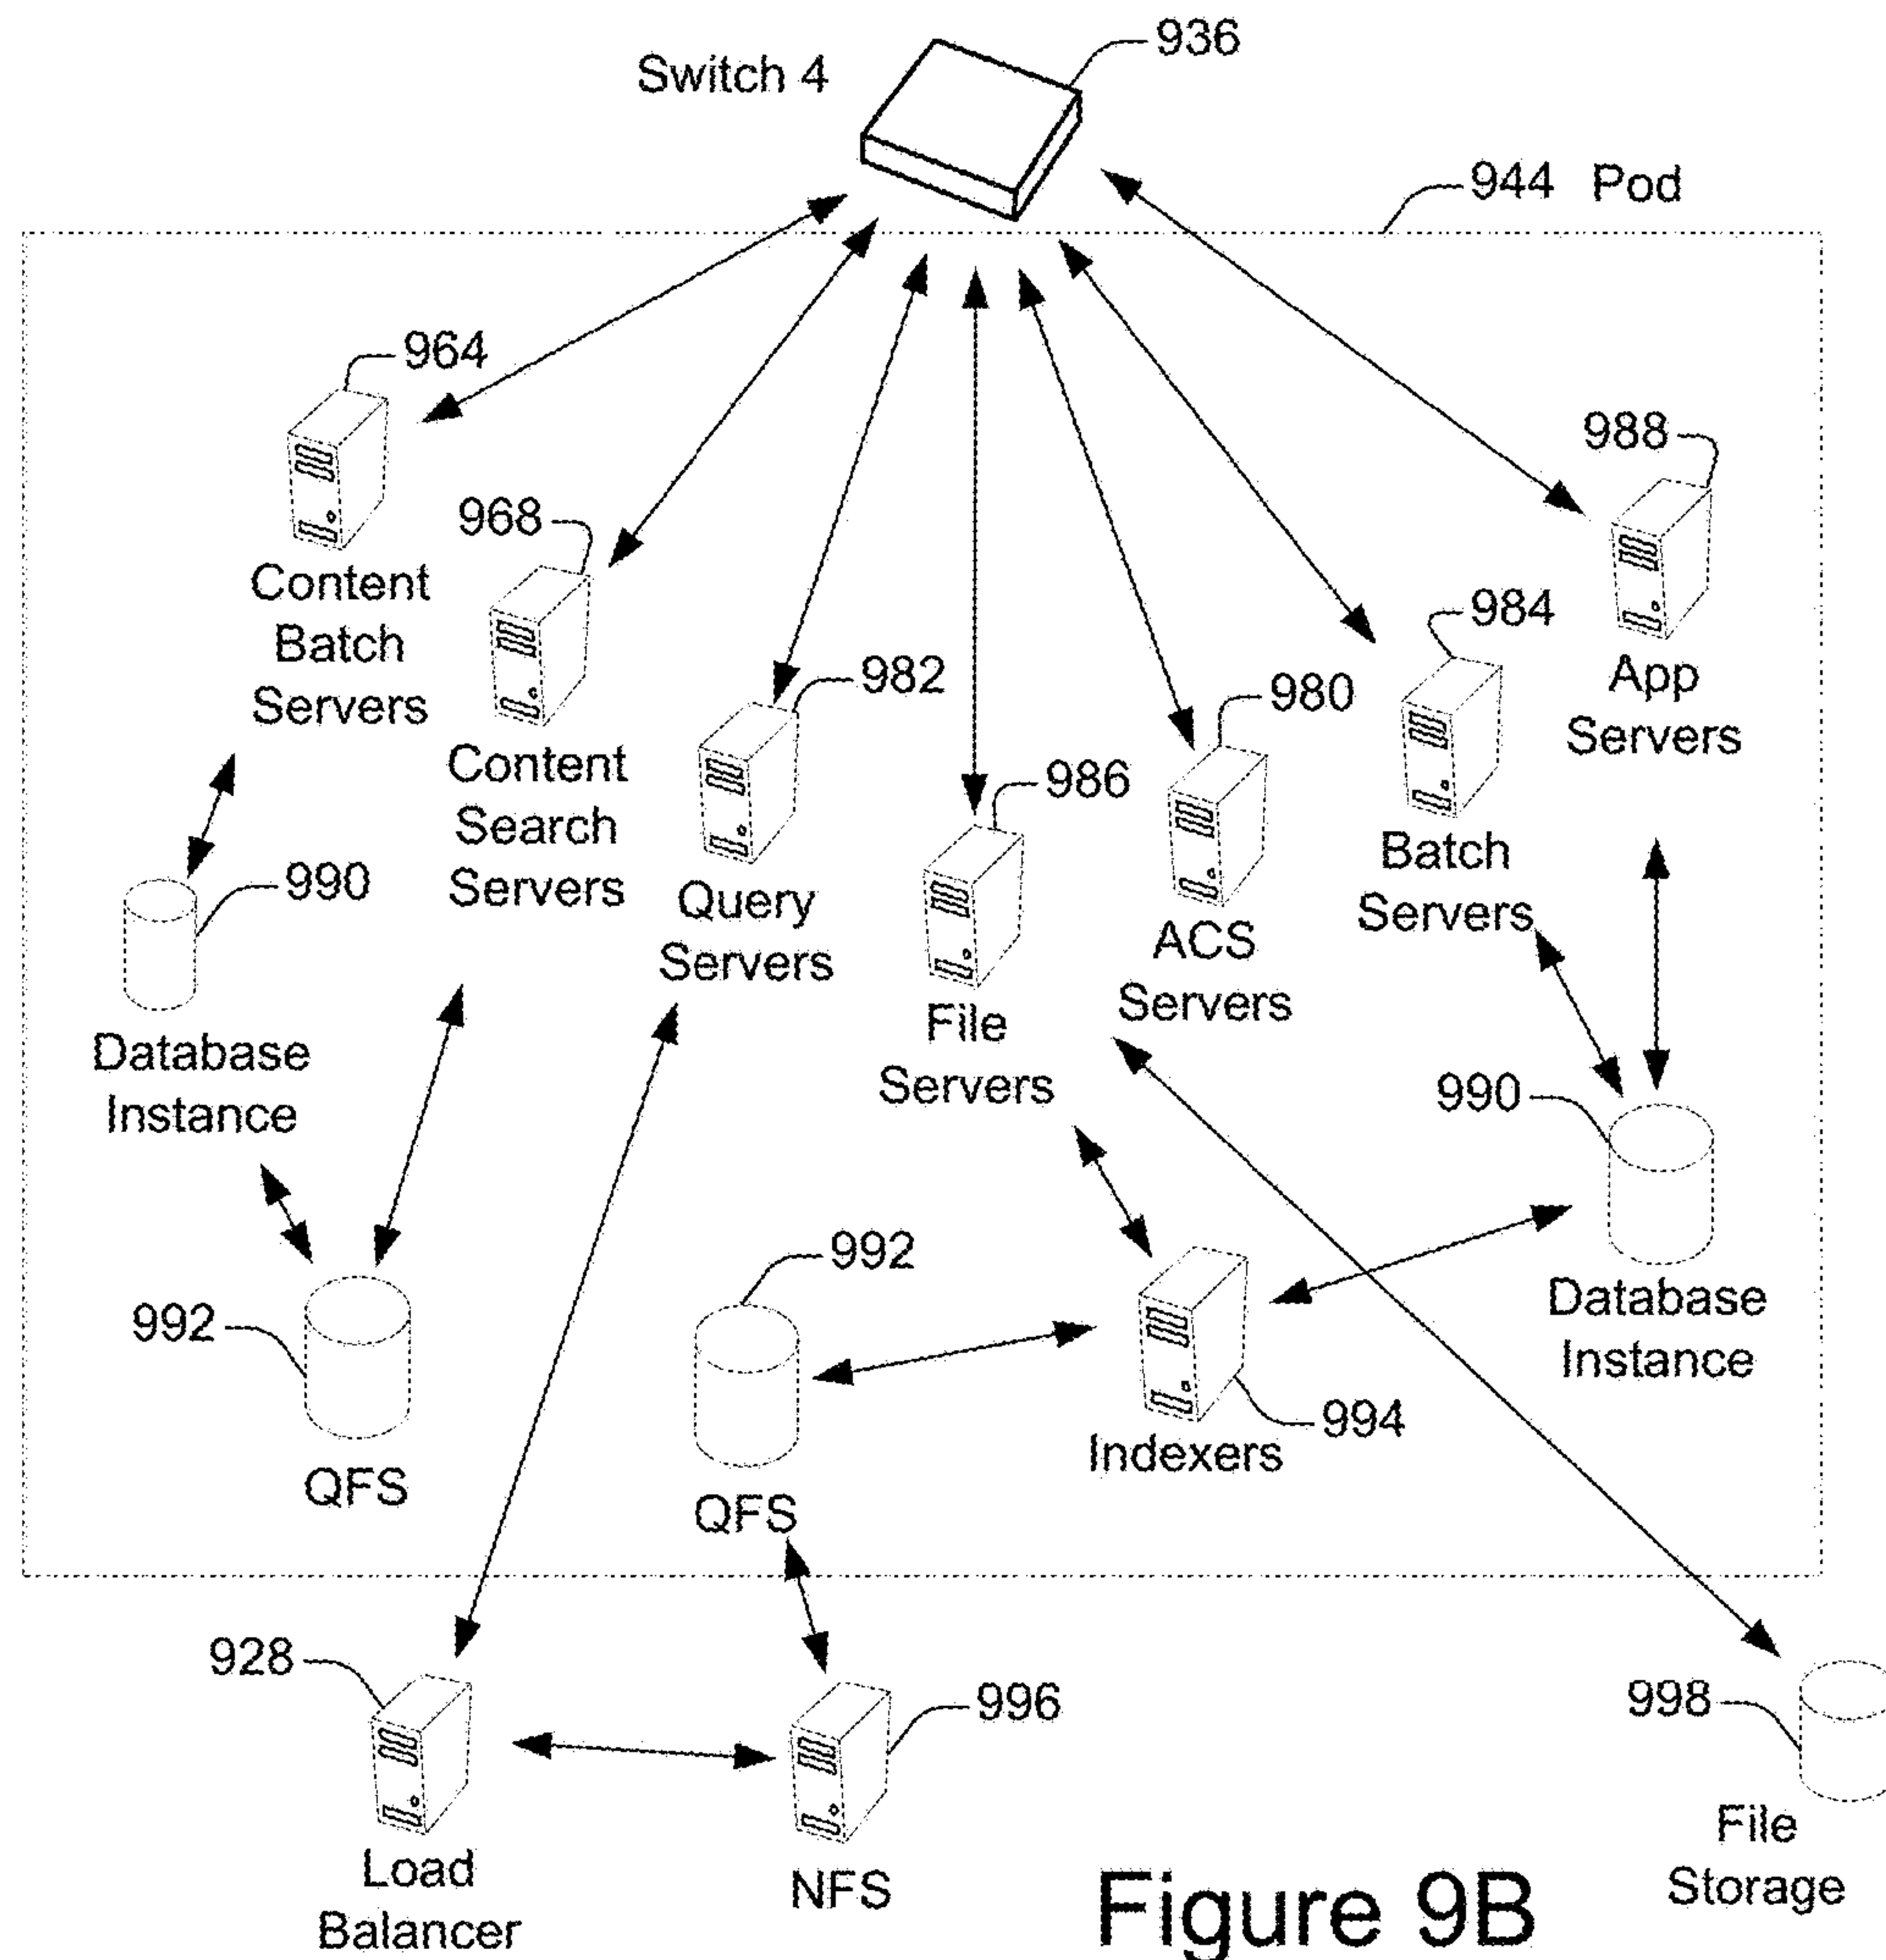 936
Switch 4
944 Pod
964
988
968
Content
Batch
Servers
984
982
980
App
Servers
Content
Search
Servers
986
Batch
Servers
990
Query
Servers
ACS
Servers
File
Servers
Database
Instance
990
992
992
Database
Instance
994
Indexers
QFS
QFS
928
996
998
File
Storage
Load
Balancer
NFS
Figure 9B